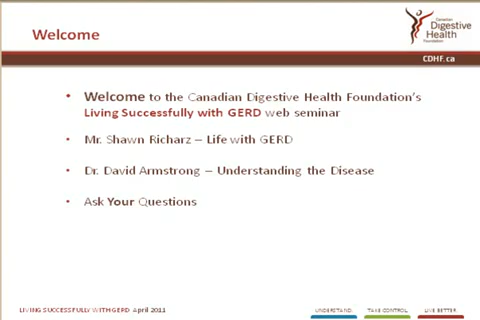 Welcome
Canadian
Digestive
Health
Foundation
CDHF.ca
• Welcome to the Canadian Digestive Health Foundation's
Living Successfully with GERD web seminar
• Mr. Shawn Richarz – Life with GERD
• Dr. David Armstrong – Understanding the Disease
• Ask Your Questions
LIVING SUCCESSFULLY WITH GERD April 2011
UNDERSTAND. TAKE CONTROL. LIVE BETTER.